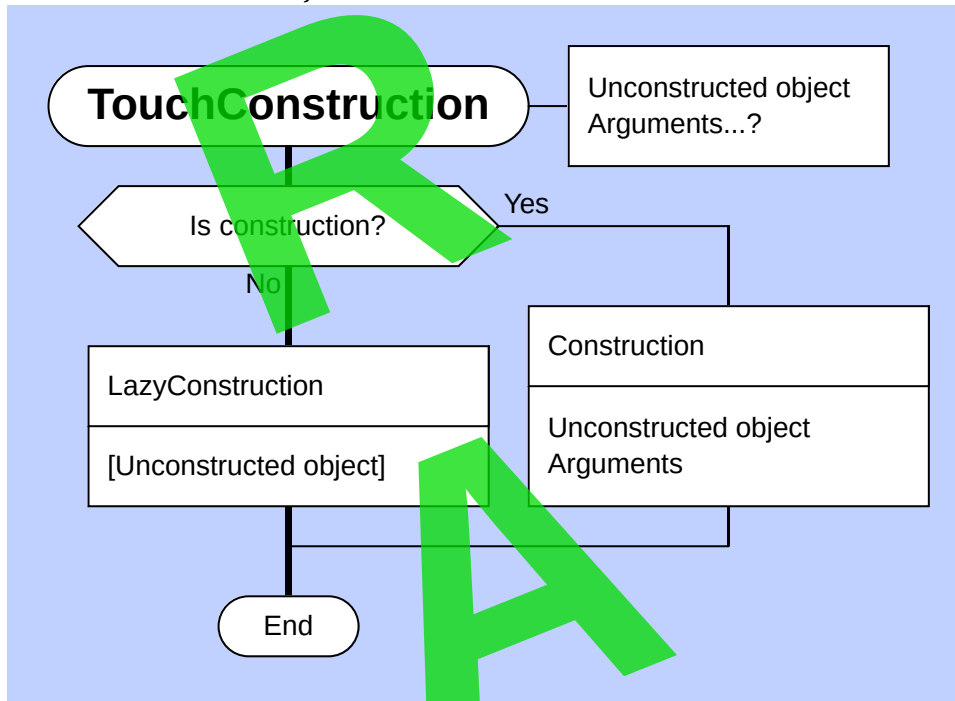 TouchConstruction
Unconstructed object
Arguments...?
Is construction?
Yes
No
Construction
Unconstructed object
Arguments
LazyConstruction
[Unconstructed object]
End
R
A